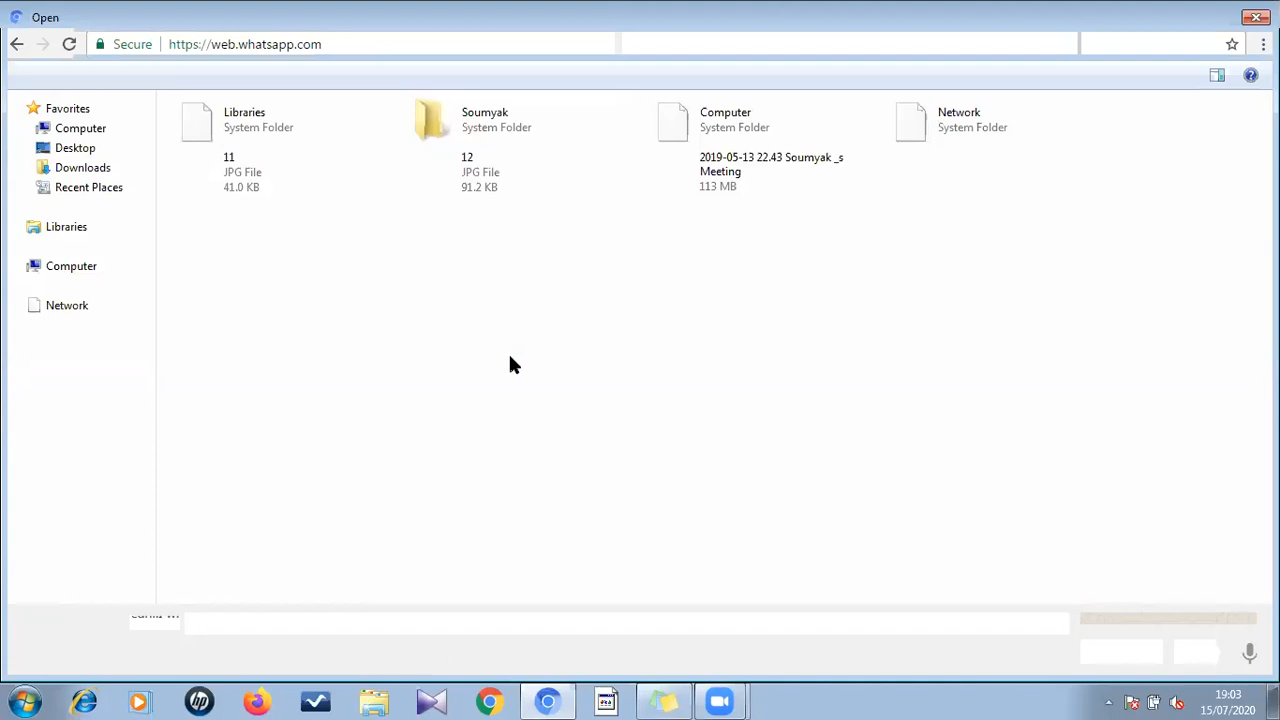 Open
Secure
https://web.whatsapp.com
Favorites
Computer
Desktop
Downloads
Recent Places
Libraries
Computer
Network
Libraries
System Folder
Soumyak
System Folder
Computer
System Folder
Network
System Folder
11
JPG File
41.0 KB
12
JPG File
91.2 KB
2019-05-13 22.43 Soumyak _s
Meeting
113 MB
hp
19:03
15/07/2020